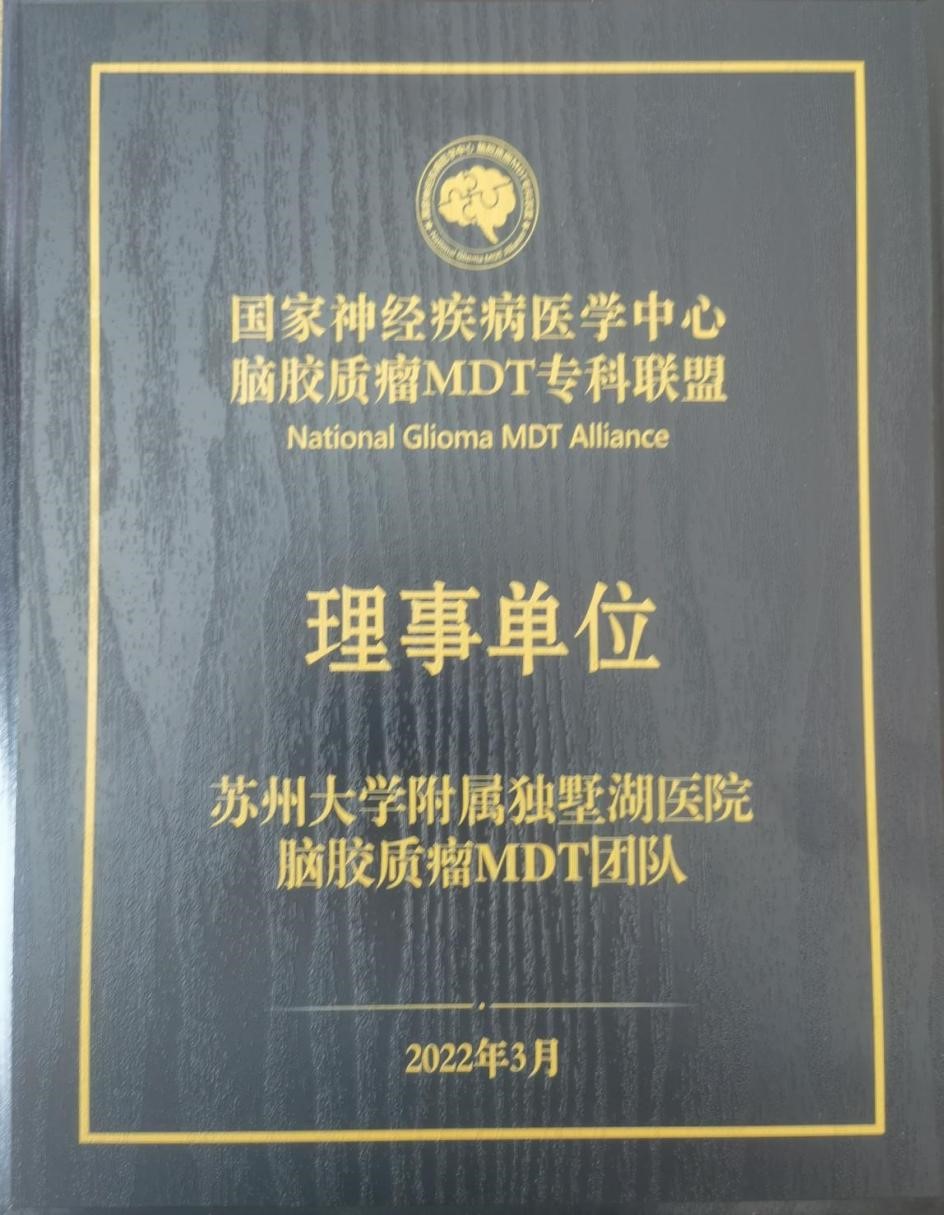 国家神经疾病医学中心
脑胶质瘤MDT专科联盟
National Glioma MDT Alliance
理事单位
苏州大学附属独墅湖医院
脑胶质瘤MDT团队
2022年3月